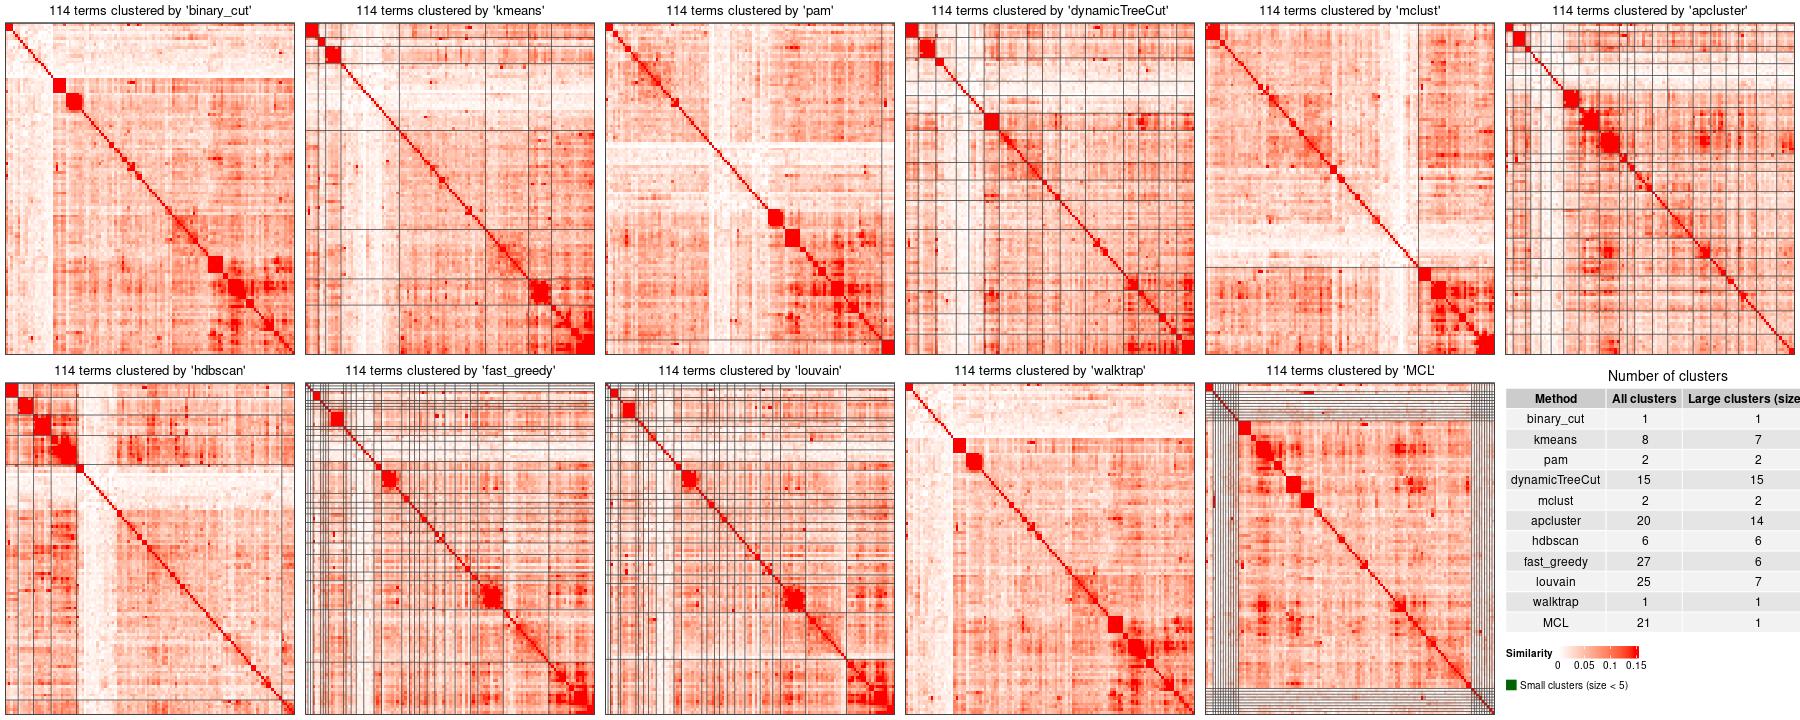 114 terms clustered by 'binary_cut'
114 terms clustered by 'kmeans'
114 terms clustered by 'pam'
114 terms clustered by 'dynamicTreeCut'
114 terms clustered by 'mclust'
114 terms clustered by 'apcluster'
114 terms clustered by 'hdbscan'
114 terms clustered by 'fast_greedy'
114 terms clustered by 'louvain'
114 terms clustered by 'walktrap'
114 terms clustered by 'MCL'
Number of clusters
Method All clusters Large clusters (size
binary_cut 1 1
kmeans 8 7
pam 2 2
dynamicTreeCut 15 15
mclust 2 2
apcluster 20 14
hdbscan 6 6
fast_greedy 27 6
louvain 25 7
walktrap 1 1
MCL 21 1
Similarity
0 0.05 0.1 0.15
Small clusters (size < 5)